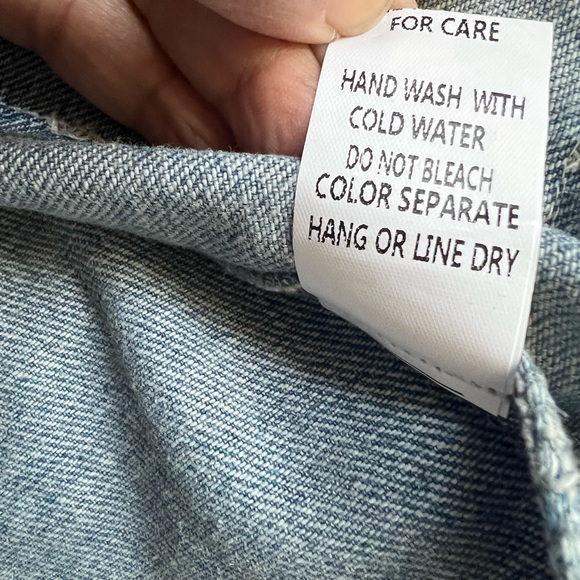 FOR CARE
HAND WASH WITH
COLD WATER
DO NOT BLEACH
COLOR SEPARATE
HANG OR LINE DRY